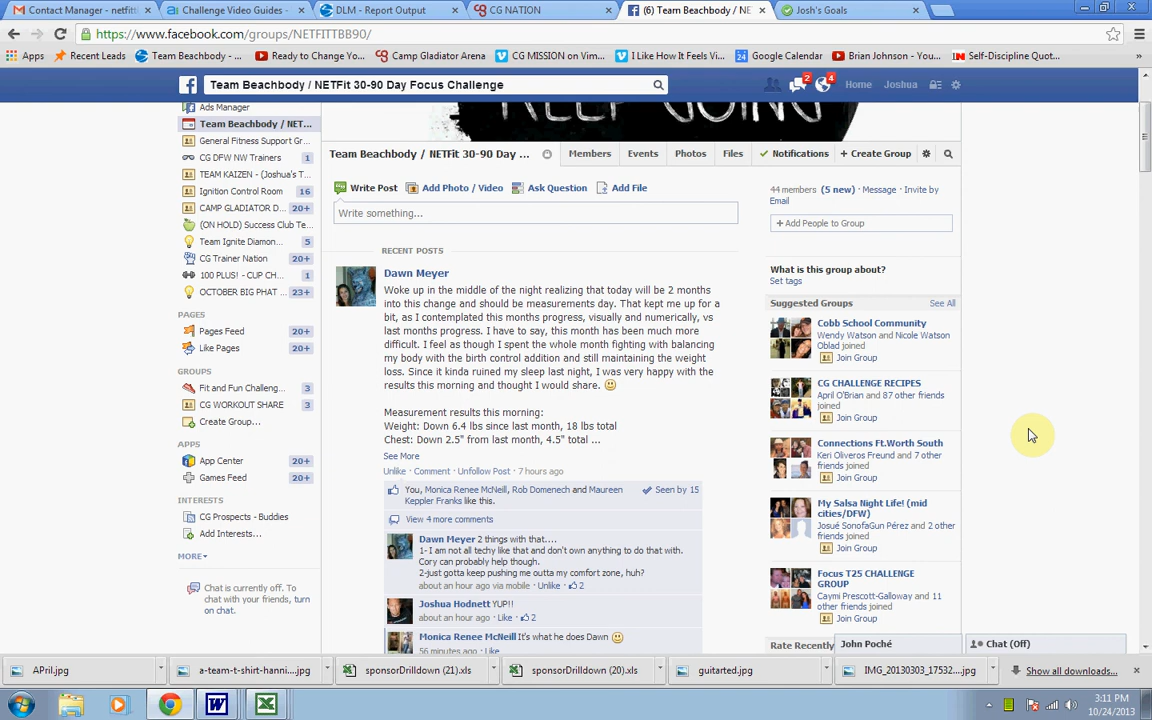 Contact Manager - netfitt
Challenge Video Guides -
DLM - Report Output
CG NATION
(6) Team Beachbody / NE
Josh's Goals
https://www.facebook.com/groups/NETFITTBB90/
Apps
Recent Leads
Team Beachbody /...
Ready to Change Yo...
Camp Gladiator Arena
CG MISSION on Vim...
I Like How It Feels Vi...
24
Google Calendar
Brian Johnson - You...
Self-Discipline Quot...
Team Beachbody / NETFit 30-90 Day Focus Challenge
2
4
Home
Joshua
KEEP GOING
Ads Manager
Team Beachbody / NET...
General Fitness Support Gr...
CG DFW NW Trainers 1
TEAM KAIZEN - (Joshua's T...
Ignition Control Room 16
CAMP GLADIATOR D... 20+
(ON HOLD) Success Club Te...
Team Ignite Diamon... 5
CG Trainer Nation 20+
100 PLUS! - CUP CH... 1
OCTOBER BIG PHAT ... 23+
PAGES
Pages Feed 20+
Like Pages 20+
GROUPS
Fit and Fun Challeng... 3
CG WORKOUT SHARE 3
Create Group...
APPS
App Center 20+
Games Feed 20+
INTERESTS
CG Prospects - Buddies
Add Interests...
MORE
Chat is currently off. To
chat with your friends, turn
on chat.
Team Beachbody / NETFit 30-90 Day ...
Members
Events
Photos
Files
Notifications
+ Create Group
Write Post
Add Photo / Video
Ask Question
Add File
Write something...
RECENT POSTS
Dawn Meyer
Woke up in the middle of the night realizing that today will be 2 months
into this change and should be measurements day. That kept me up for a
bit, as I contemplated this months progress, visually and numerically, vs
last months progress. I have to say, this month has been much more
difficult. I feel as though I spent the whole month fighting with balancing
my body with the birth control addition and still maintaining the weight
loss. Since it kinda ruined my sleep last night, I was very happy with the
results this morning and thought I would share.
Measurement results this morning:
Weight: Down 6.4 lbs since last month, 18 lbs total
Chest: Down 2.5" from last month, 4.5" total ...
See More
Unlike · Comment · Unfollow Post · 7 hours ago
You, Monica Renee McNeill, Rob Domenech and Maureen
Keppler Franks like this.
Seen by 15
View 4 more comments
Dawn Meyer 2 things with that....
1- I am not all techy like that and don't own anything to do that with.
Cory can probably help though.
2-just gotta keep pushing me outta my comfort zone, huh?
about an hour ago via mobile · Unlike · 2
Joshua Hodnett YUP!!
about an hour ago · Like · 2
Monica Renee McNeill It's what he does Dawn
56 minutes ago · Like
44 members (5 new) · Message · Invite by
Email
+ Add People to Group
What is this group about?
Set tags
Suggested Groups
See All
Cobb School Community
Wendy Watson and Nicole Watson
Oblad joined
Join Group
CG CHALLENGE RECIPES
April O'Brian and 87 other friends
joined
Join Group
Connections Ft.Worth South
Keri Oliveros Freund and 7 other
friends joined
Join Group
My Salsa Night Life! (mid
cities/DFW)
Josué SonofaGun Pérez and 2 other
friends joined
Join Group
Focus T25 CHALLENGE
GROUP
Caymi Prescott-Galloway and 11
other friends joined
Join Group
Rate Recently
John Poché
Chat (Off)
APril.jpg
a-team-t-shirt-hanni....jpg
sponsorDrilldown (21).xls
sponsorDrilldown (20).xls
guitarted.jpg
IMG_20130303_17532....jpg
Show all downloads...
3:11 PM
10/24/2013